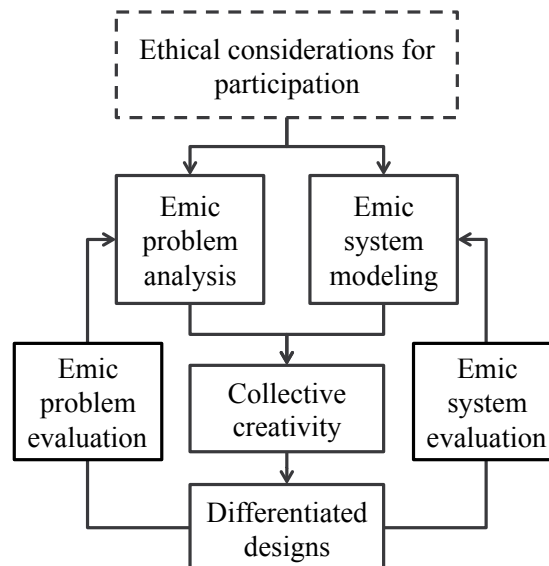 Ethical considerations for
participation
Emic
problem
analysis
Emic
system
modeling
Emic
problem
evaluation
Collective
creativity
Emic
system
evaluation
Differentiated
designs